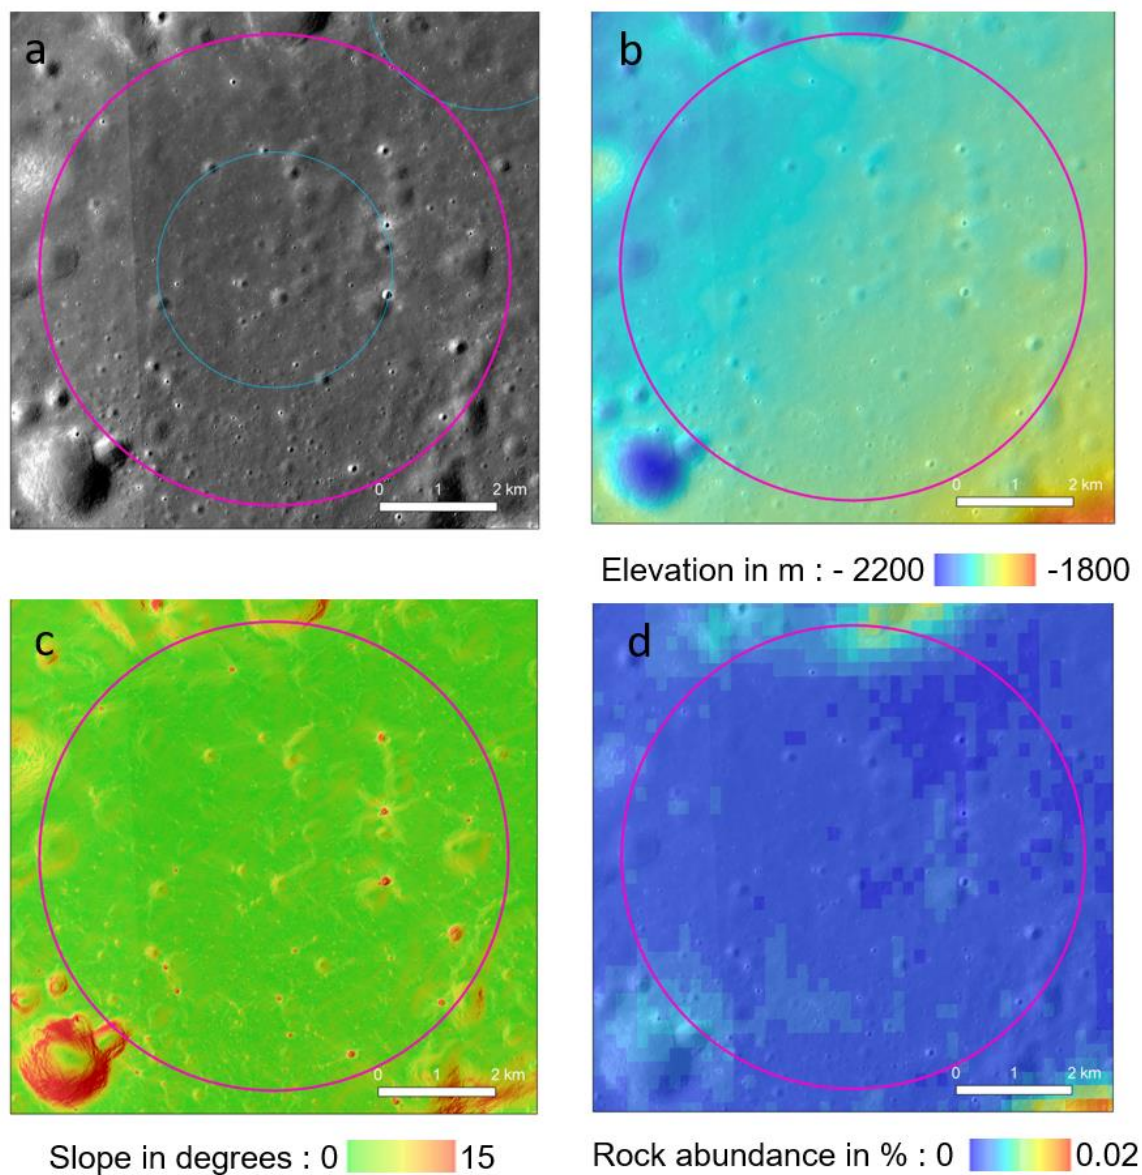 a
b
0 1 2 km
0 1 2 km
Elevation in m : - 2200 -1800
c
d
0 1 2 km
0 1 2 km
Slope in degrees : 0 15
Rock abundance in % : 0 0.02